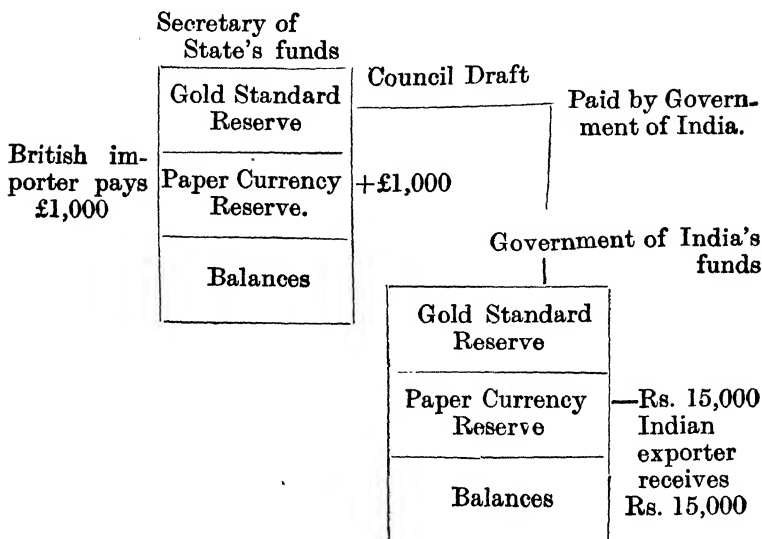 Secretary of
State's funds
Council Draft
Gold Standard
Reserve
Paid by Govern-
ment of India.
British im-
porter pays
£1,000
Paper Currency
Reserve.
+£1,000
Balances
Government of India's
funds
Gold Standard
Reserve
Paper Currency
Reserve
—Rs. 15,000
Indian
exporter
receives
Rs. 15,000
Balances